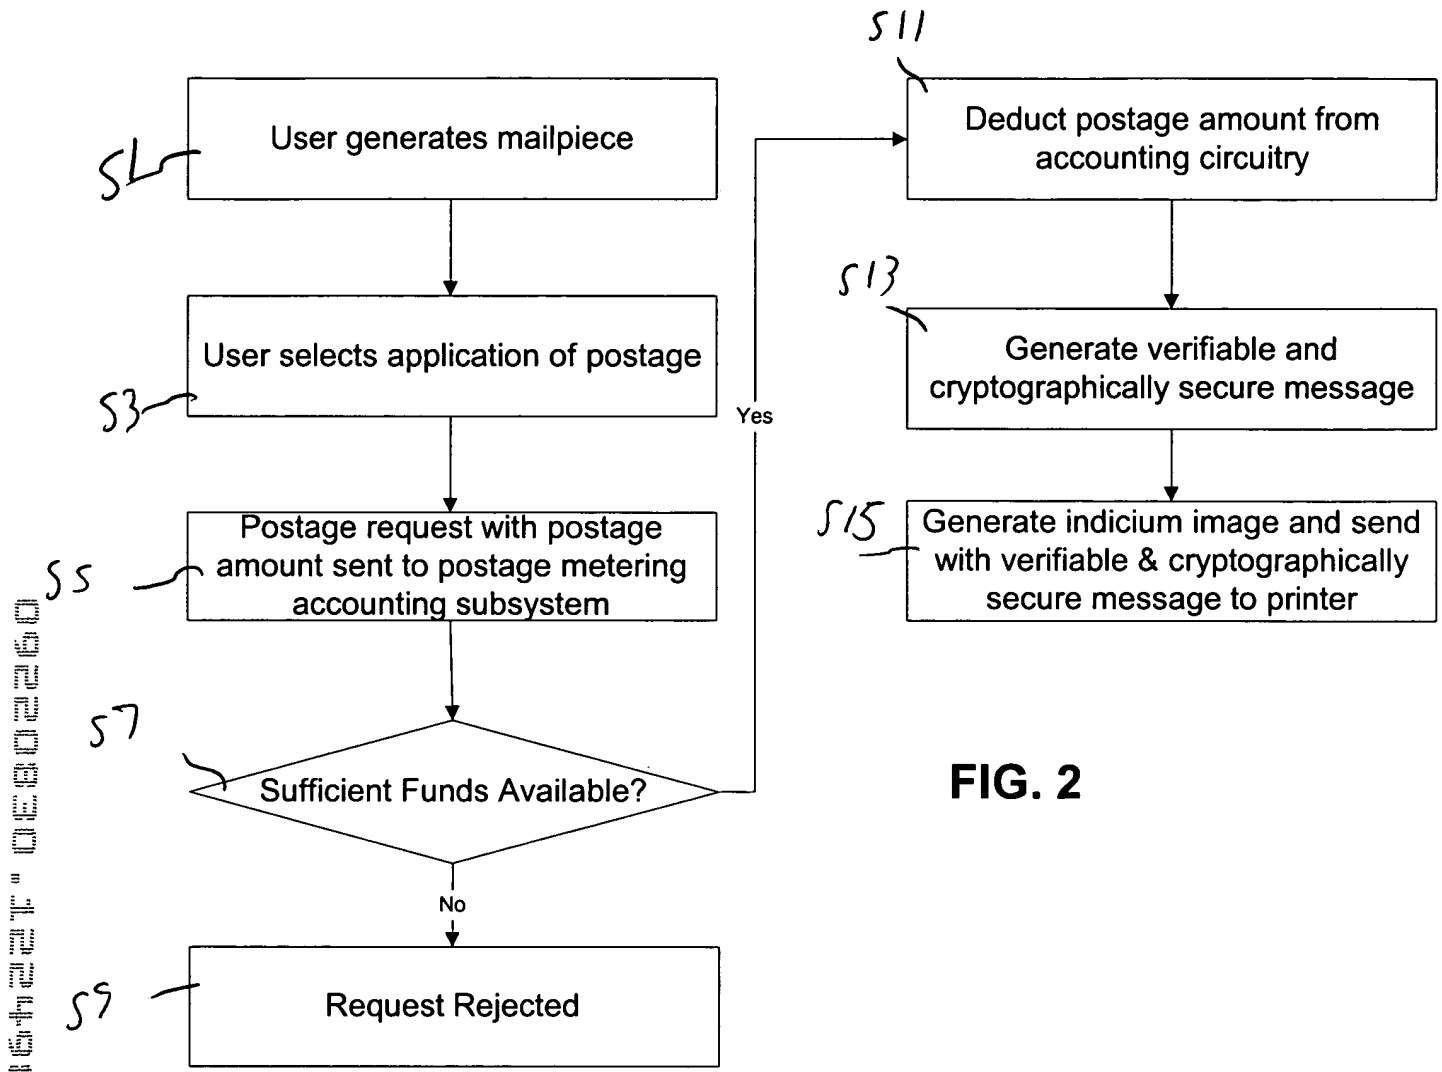 S1
User generates mailpiece
S3
User selects application of postage
S5
Postage request with postage
amount sent to postage metering
accounting subsystem
S7
Sufficient Funds Available?
Yes
No
S9
Request Rejected
S11
Deduct postage amount from
accounting circuitry
S13
Generate verifiable and
cryptographically secure message
S15
Generate indicium image and send
with verifiable & cryptographically
secure message to printer
FIG. 2